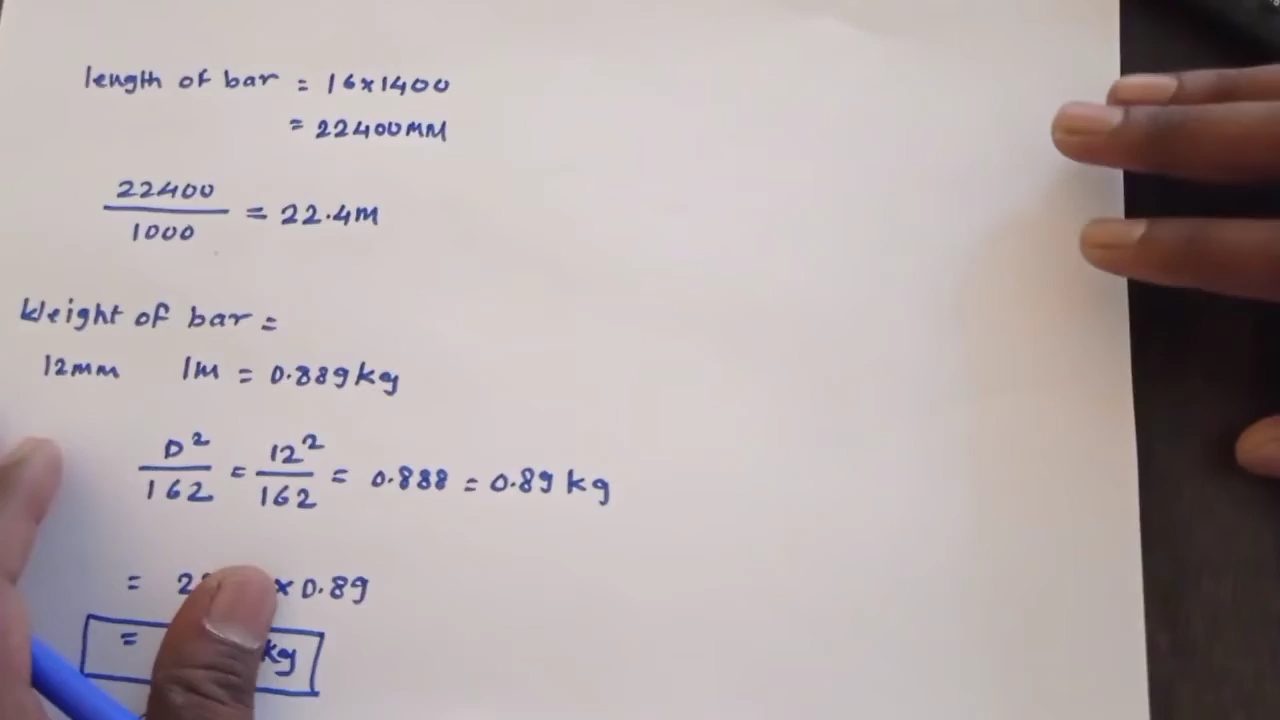 length of bar = 16x1400
= 22400MM
22400
1000
= 22.4M
Weight of bar =
12mm 1M = 0.889kg
D²/162 = 12²/162 = 0.888 = 0.89 kg
= x 0.89
= kg